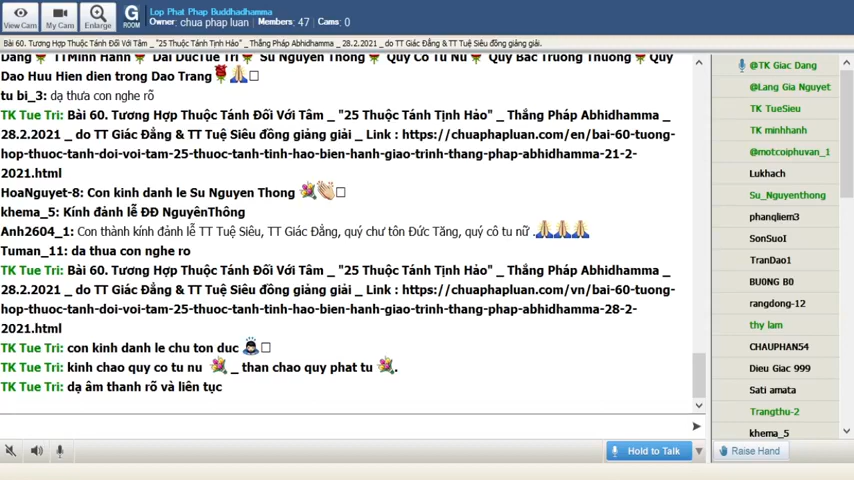 Lop Phat Phap Buddhadhamma
Owner: chua phap luan Members: 47 Cams: 0
View Cam
My Cam
Enlarge
G
ROOM
Bài 60. Tương Hợp Thuộc Tánh Đối Với Tâm _ "25 Thuộc Tánh Tịnh Hảo" _ Thắng Pháp Abhidhamma _ 28.2.2021 _ do TT Giác Đẳng & TT Tuệ Siêu đồng giảng giải.
Dang TTMinh Hanh Dai DucTue Tri Su Nguyen Thong Quy Co Tu Nu Quy Bac Truong Thuong Quy
Dao Huu Hien dien trong Dao Trang
tu bi_3: dạ thưa con nghe rõ
TK Tue Tri: Bài 60. Tương Hợp Thuộc Tánh Đối Với Tâm _ "25 Thuộc Tánh Tịnh Hảo" _ Thắng Pháp Abhidhamma _
28.2.2021 _ do TT Giác Đẳng & TT Tuệ Siêu đồng giảng giải _ Link : https://chuaphapluan.com/en/bai-60-tuong-
hop-thuoc-tanh-doi-voi-tam-25-thuoc-tanh-tinh-hao-bien-hanh-giao-trinh-thang-phap-abhidhamma-21-2-
2021.html
HoaNguyet-8: Con kinh danh le Su Nguyen Thong
khema_5: Kính đảnh lễ ĐĐ NguyênThông
Anh2604_1: Con thành kính đảnh lễ TT Tuệ Siêu, TT Giác Đẳng, quý chư tôn Đức Tăng, quý cô tu nữ .
Tuman_11: da thua con nghe ro
TK Tue Tri: Bài 60. Tương Hợp Thuộc Tánh Đối Với Tâm _ "25 Thuộc Tánh Tịnh Hảo" _ Thắng Pháp Abhidhamma _
28.2.2021 _ do TT Giác Đẳng & TT Tuệ Siêu đồng giảng giải _ Link : https://chuaphapluan.com/vn/bai-60-tuong-
hop-thuoc-tanh-doi-voi-tam-25-thuoc-tanh-tinh-hao-bien-hanh-giao-trinh-thang-phap-abhidhamma-28-2-
2021.html
TK Tue Tri: con kinh danh le chu ton duc
TK Tue Tri: kinh chao quy co tu nu _ than chao quy phat tu .
TK Tue Tri: dạ âm thanh rõ và liên tục
Hold to Talk
@TK Giac Dang
@Lang Gia Nguyet
TK TueSieu
TK minhhanh
@motcoiphuvan_1
Lukhach
Su_Nguyenthong
phanqliem3
SonSuoI
TranDao1
BU0NG B0
rangdong-12
thy lam
CHAUPHAN54
Dieu Giac 999
Sati amata
Trangthu-2
khema_5
Raise Hand